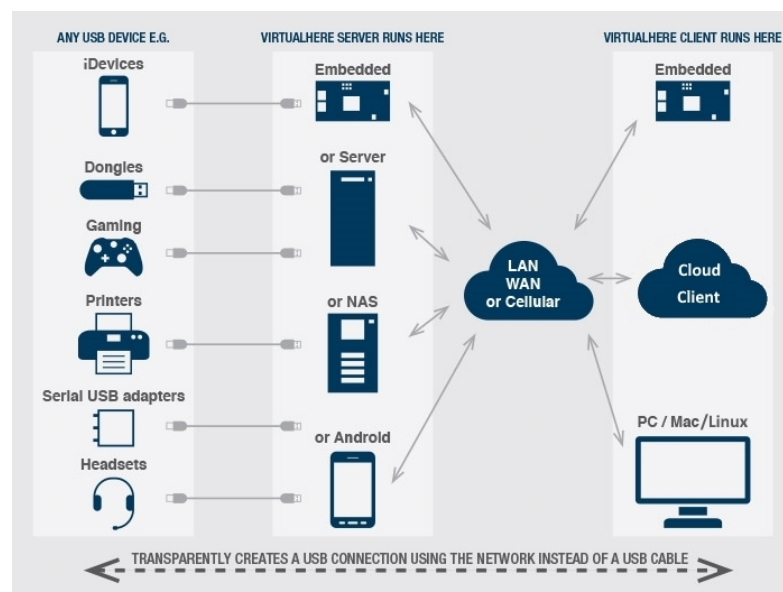 ANY USB DEVICE E.G.
VIRTUALHERE SERVER RUNS HERE
VIRTUALHERE CLIENT RUNS HERE
iDevices
Dongles
Gaming
Printers
Serial USB adapters
Headsets
Embedded
or Server
or NAS
or Android
LAN
WAN
or Cellular
Embedded
Cloud
Client
PC / Mac/Linux
TRANSPARENTLY CREATES A USB CONNECTION USING THE NETWORK INSTEAD OF A USB CABLE